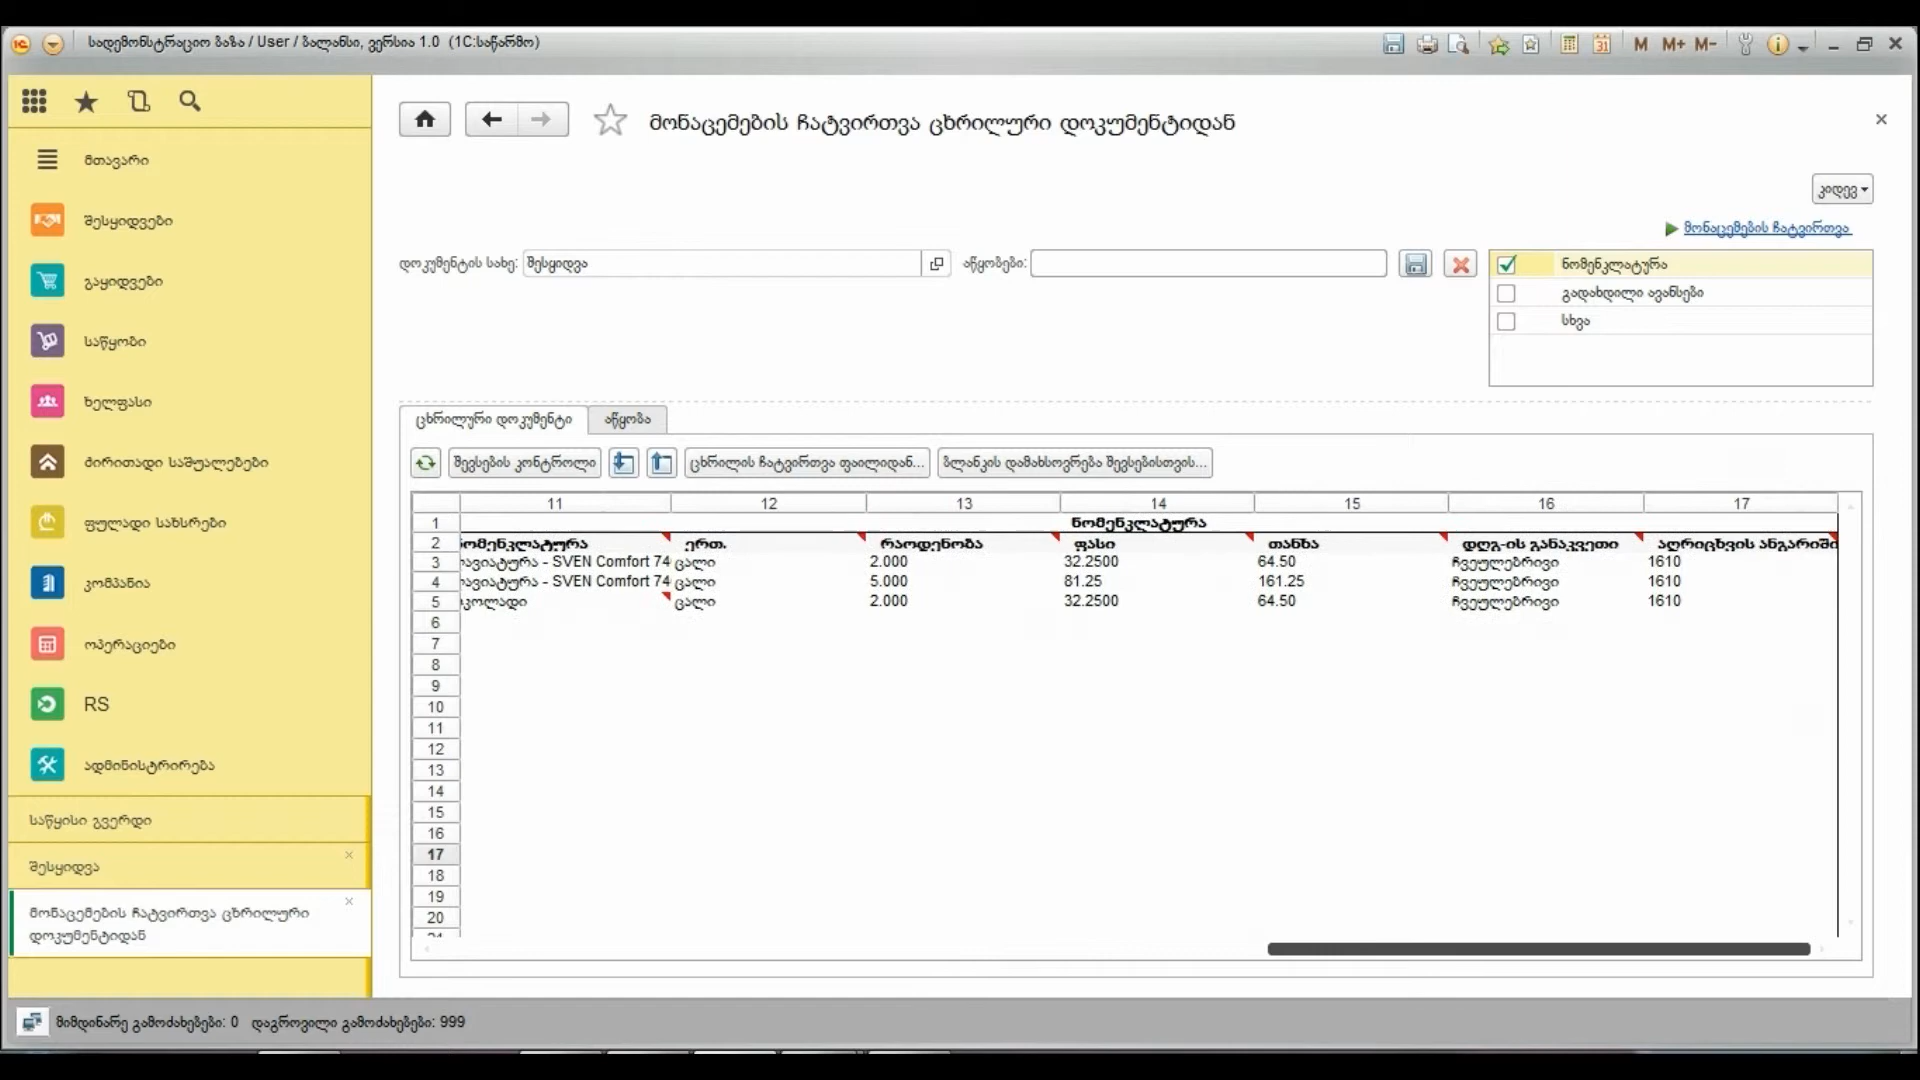 სადემონსტრაციო ბაზა / User / ბალანსი, ვერსია 1.0 (1C:საწარმო)
M M+ M-
მთავარი
შესყიდვები
გაყიდვები
საწყობი
ხელფასი
ძირითადი საშუალებები
ფულადი სახსრები
კომპანია
ოპერაციები
RS
ადმინისტრირება
საწყისი გვერდი
შესყიდვა
მონაცემების ჩატვირთვა ცხრილური
დოკუმენტიდან
მონაცემების ჩატვირთვა ცხრილური დოკუმენტიდან
კიდევ
მონაცემების ჩატვირთვა
დოკუმენტის სახე: შესყიდვა აწყობები:
ნომენკლატურა
გადახდილი ავანსები
სხვა
ცხრილური დოკუმენტი აწყობა
შევსების კონტროლი ცხრილის ჩატვირთვა ფაილიდან... ბლანკის დამახსოვრება შევსებისთვის...
11 12 13 14 15 16 17
1 ნომენკლატურა
2 ომენკლატურა ერთ. რაოდენობა ფასი თანხა დღგ-ის განაკვეთი აღრიცხვის ანგარიში
3 ავიატურა - SVEN Comfort 74 ცალი 2.000 32.2500 64.50 ჩვეულებრივი 1610
4 ავიატურა - SVEN Comfort 74 ცალი 5.000 81.25 161.25 ჩვეულებრივი 1610
5 კოლადი ცალი 2.000 32.2500 64.50 ჩვეულებრივი 1610
6
7
8
9
10
11
12
13
14
15
16
17
18
19
20
მიმდინარე გამოძახებები: 0 დაგროვილი გამოძახებები: 999